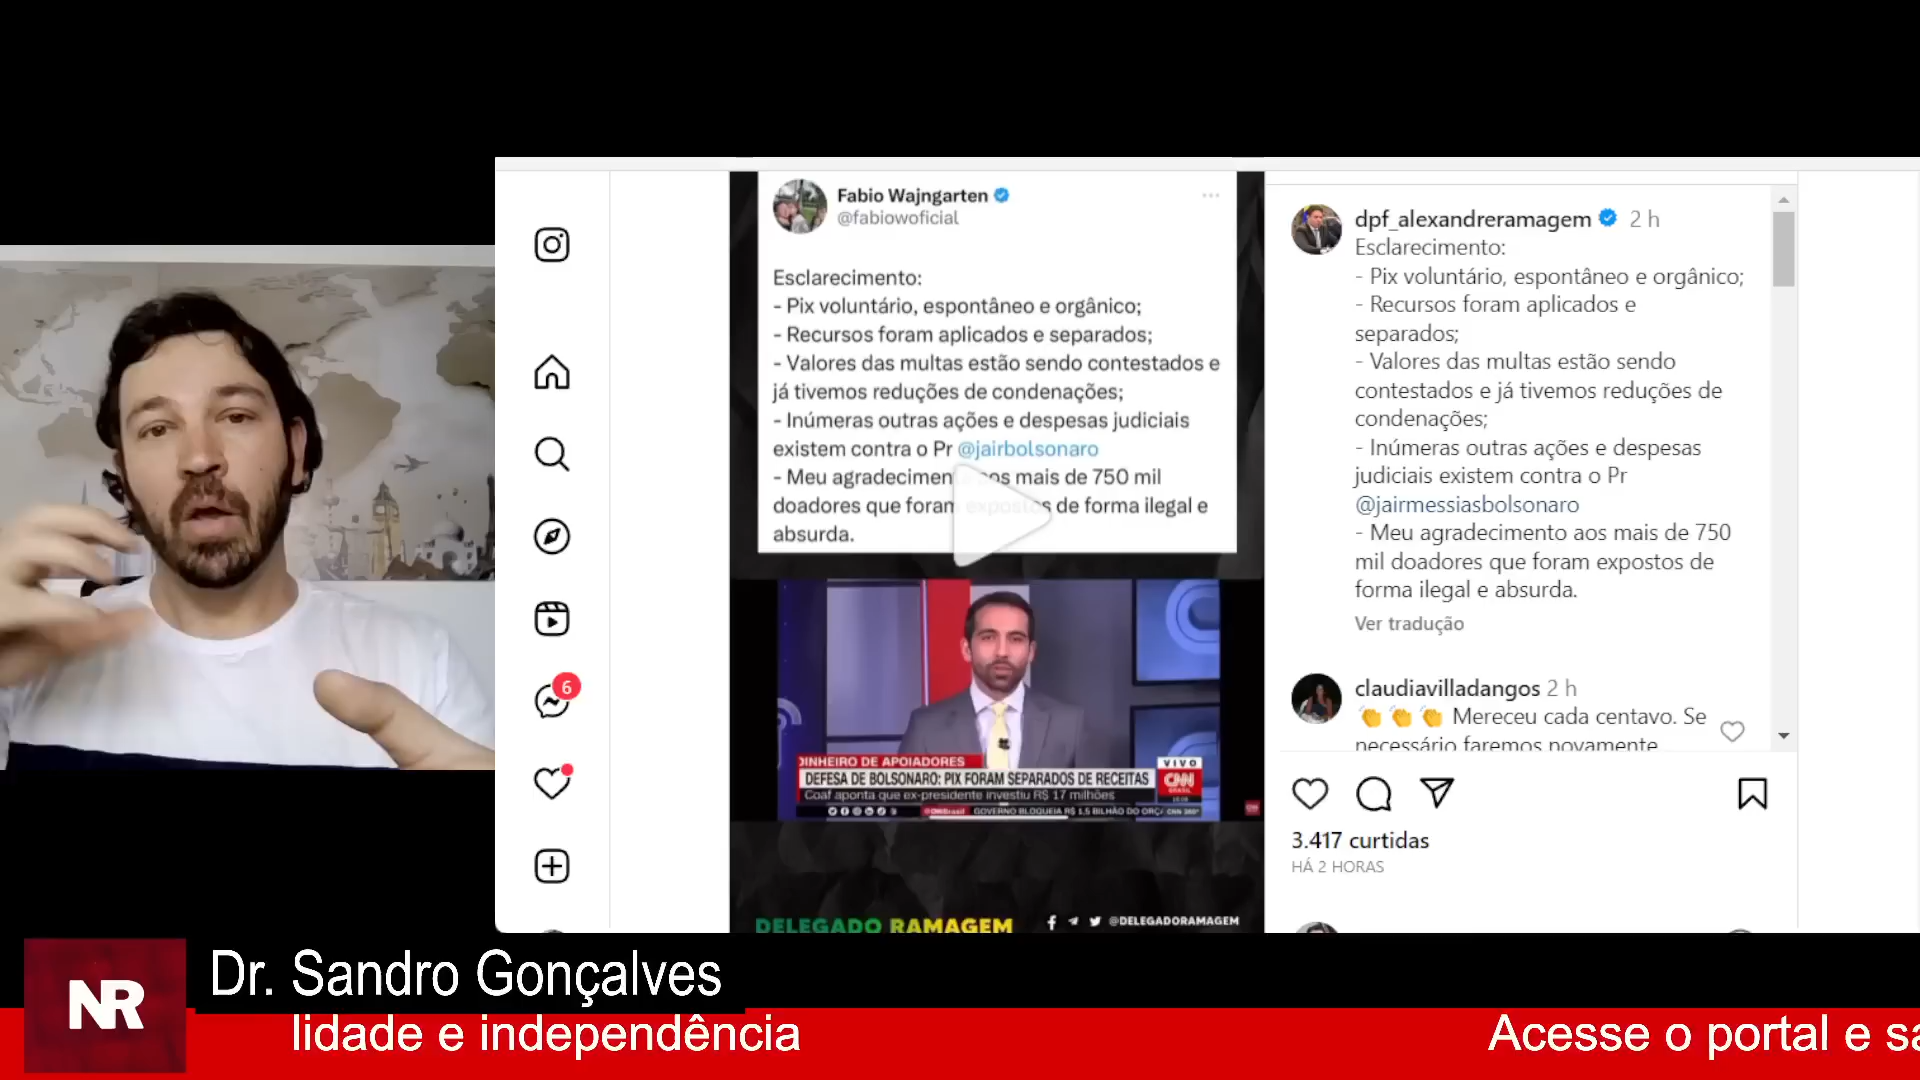 Fabio Wajngarten
@fabiowoficial
Esclarecimento:
- Pix voluntário, espontâneo e orgânico;
- Recursos foram aplicados e separados;
- Valores das multas estão sendo contestados e
já tivemos reduções de condenações;
- Inúmeras outras ações e despesas judiciais
existem contra o Pr @jairbolsonaro
- Meu agradecimento aos mais de 750 mil
doadores que foram expostos de forma ilegal e
absurda.
DINHEIRO DE APOIADORES
DEFESA DE BOLSONARO: PIX FORAM SEPARADOS DE RECEITAS
Coaf aponta que ex-presidente investiu R$ 17 milhões
VIVO
CNN
BRASIL
@CNNBrasil GOVERNO BLOQUEIA R$ 1,5 BILHÃO DO ORÇ CNN 360°
DELEGADO RAMAGEM
@DELEGADORAMAGEM
dpf_alexandreramagem 2 h
Esclarecimento:
- Pix voluntário, espontâneo e orgânico;
- Recursos foram aplicados e
separados;
- Valores das multas estão sendo
contestados e já tivemos reduções de
condenações;
- Inúmeras outras ações e despesas
judiciais existem contra o Pr
@jairmessiasbolsonaro
- Meu agradecimento aos mais de 750
mil doadores que foram expostos de
forma ilegal e absurda.
Ver tradução
claudiavilladangos 2 h
👏👏👏 Mereceu cada centavo. Se
necessário faremos novamente
3.417 curtidas
HÁ 2 HORAS
6
NR
Dr. Sandro Gonçalves
lidade e independência
Acesse o portal e sa